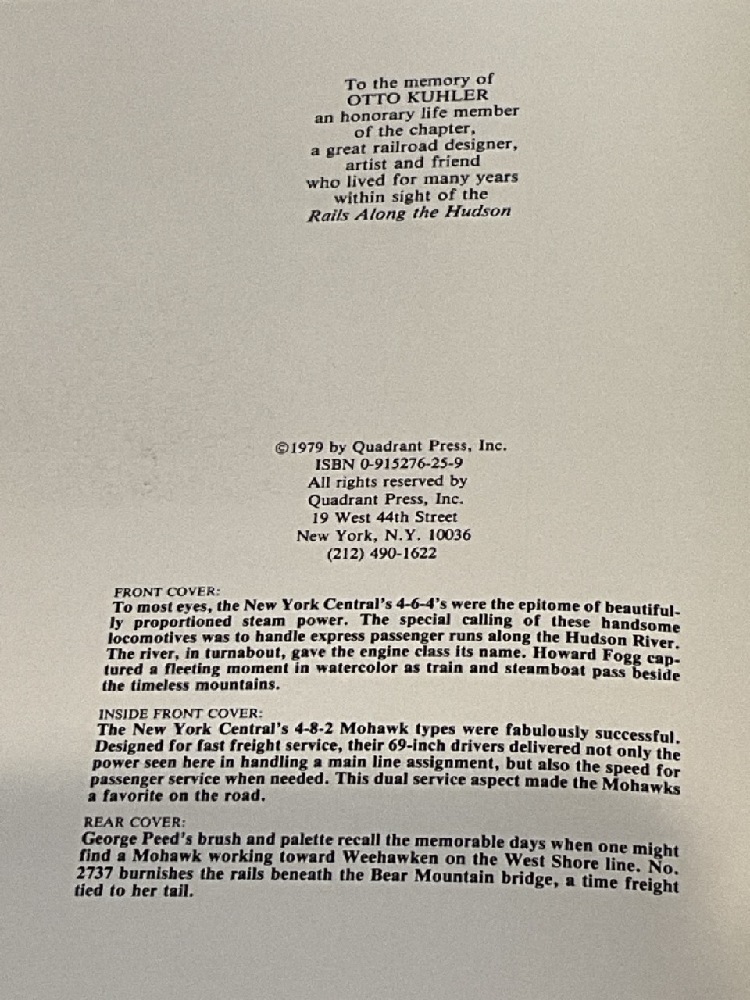 To the memory of
OTTO KUHLER
an honorary life member
of the chapter,
a great railroad designer,
artist and friend
who lived for many years
within sight of the
Rails Along the Hudson
©1979 by Quadrant Press, Inc.
ISBN 0-915276-25-9
All rights reserved by
Quadrant Press, Inc.
19 West 44th Street
New York, N.Y. 10036
(212) 490-1622
FRONT COVER:
To most eyes, the New York Central's 4-6-4's were the epitome of beautiful-
ly proportioned steam power. The special calling of these handsome
locomotives was to handle express passenger runs along the Hudson River.
The river, in turnabout, gave the engine class its name. Howard Fogg cap-
tured a fleeting moment in watercolor as train and steamboat pass beside
the timeless mountains.
INSIDE FRONT COVER:
The New York Central's 4-8-2 Mohawk types were fabulously successful.
Designed for fast freight service, their 69-inch drivers delivered not only the
power seen here in handling a main line assignment, but also the speed for
passenger service when needed. This dual service aspect made the Mohawks
a favorite on the road.
REAR COVER:
George Peed's brush and palette recall the memorable days when one might
find a Mohawk working toward Weehawken on the West Shore line. No.
2737 burnishes the rails beneath the Bear Mountain bridge, a time freight
tied to her tail.